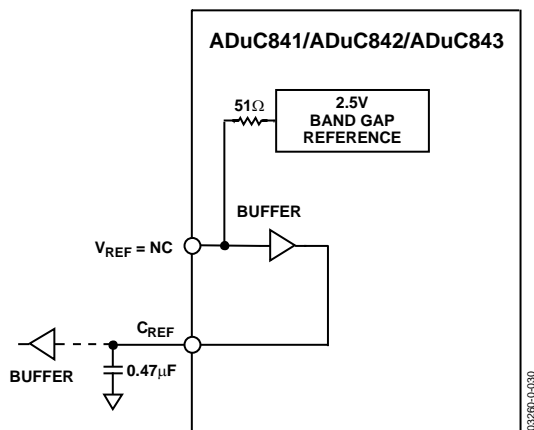 ADuC841/ADuC842/ADuC843
51Ω
2.5V
BAND GAP
REFERENCE
BUFFER
VREF = NC
CREF
BUFFER
0.47μF
03260-0-030